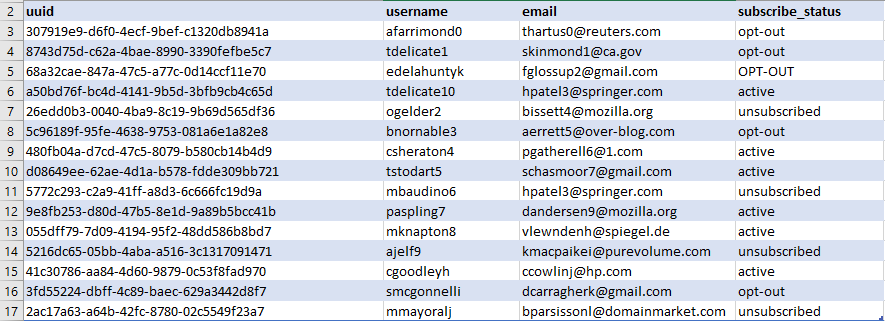 2 uuid username email subscribe_status
3 307919e9-d6f0-4ecf-9bef-c1320db8941a afarrimond0 thartus0@reuters.com opt-out
4 8743d75d-c62a-4bae-8990-3390fefbe5c7 tdelicate1 skinmond1@ca.gov opt-out
5 68a32cae-847a-47c5-a77c-0d14ccf11e70 edelahuntyk fglossup2@gmail.com OPT-OUT
6 a50bd76f-bc4d-4141-9b5d-3bfb9cb4c65d tdelicate10 hpatel3@springer.com active
7 26edd0b3-0040-4ba9-8c19-9b69d565df36 ogelder2 bissett4@mozilla.org unsubscribed
8 5c96189f-95fe-4638-9753-081a6e1a82e8 bnornable3 aerrett5@over-blog.com opt-out
9 480fb04a-d7cd-47c5-8079-b580cb14b4d9 csheraton4 pgatherell6@1.com active
10 d08649ee-62ae-4d1a-b578-fdde309bb721 tstodart5 schasmoor7@gmail.com active
11 5772c293-c2a9-41ff-a8d3-6c666fc19d9a mbaudino6 hpatel3@springer.com unsubscribed
12 9e8fb253-d80d-47b5-8e1d-9a89b5bcc41b paspling7 dandersen9@mozilla.org active
13 055dff79-7d09-4194-95f2-48dd586b8bd7 mknapton8 vlewndenh@spiegel.de active
14 5216dc65-05bb-4aba-a516-3c1317091471 ajelf9 kmacpaikei@purevolume.com unsubscribed
15 41c30786-aa84-4d60-9879-0c53f8fad970 cgoodleyh ccowlinj@hp.com active
16 3fd55224-dbff-4c89-baec-629a3442d8f7 smcgonnelli dcarragherk@gmail.com opt-out
17 2ac17a63-a64b-42fc-8780-02c5549f23a7 mmayoralj bparsissonl@domainmarket.com unsubscribed